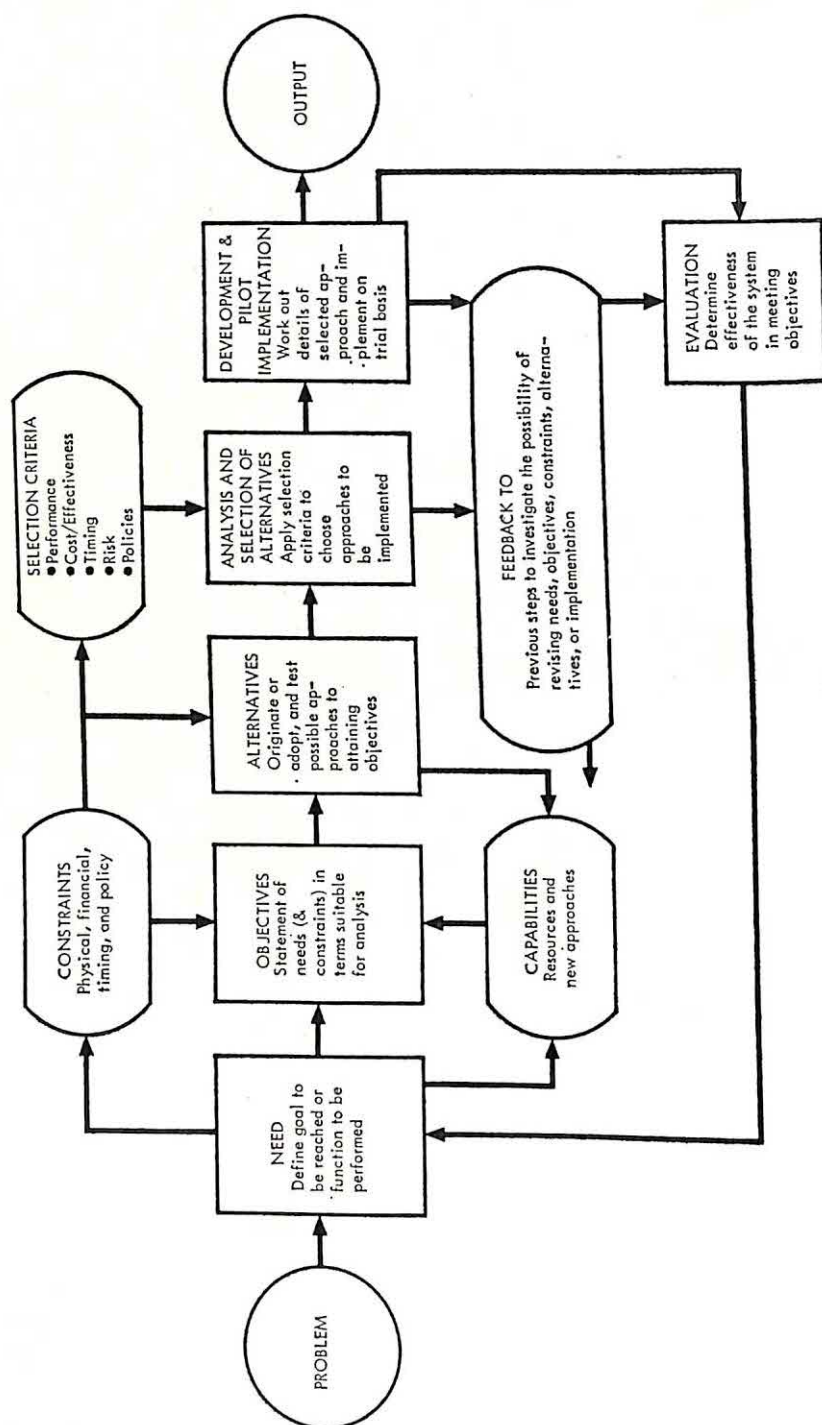 PROBLEM
NEED
Define goal to
be reached or
function to be
performed
CONSTRAINTS
Physical, financial,
timing, and policy
OBJECTIVES
Statement of
needs (&
constraints) in
terms suitable
for analysis
CAPABILITIES
Resources and
new approaches
ALTERNATIVES
Originate or
adopt, and test
possible ap-
proaches to
attaining
objectives
SELECTION CRITERIA
● Performance
● Cost/Effectiveness
● Timing
● Risk
● Policies
ANALYSIS AND
SELECTION OF
ALTERNATIVES
Apply selection
criteria to
choose
approaches to
be
implemented
DEVELOPMENT &
PILOT
IMPLEMENTATION
Work out
details of
selected ap-
proach and im-
plement on
trial basis
OUTPUT
FEEDBACK TO
Previous steps to investigate the possibility of
revising needs, objectives, constraints, alterna-
tives, or implementation
EVALUATION
Determine
effectiveness
of the system
in meeting
objectives